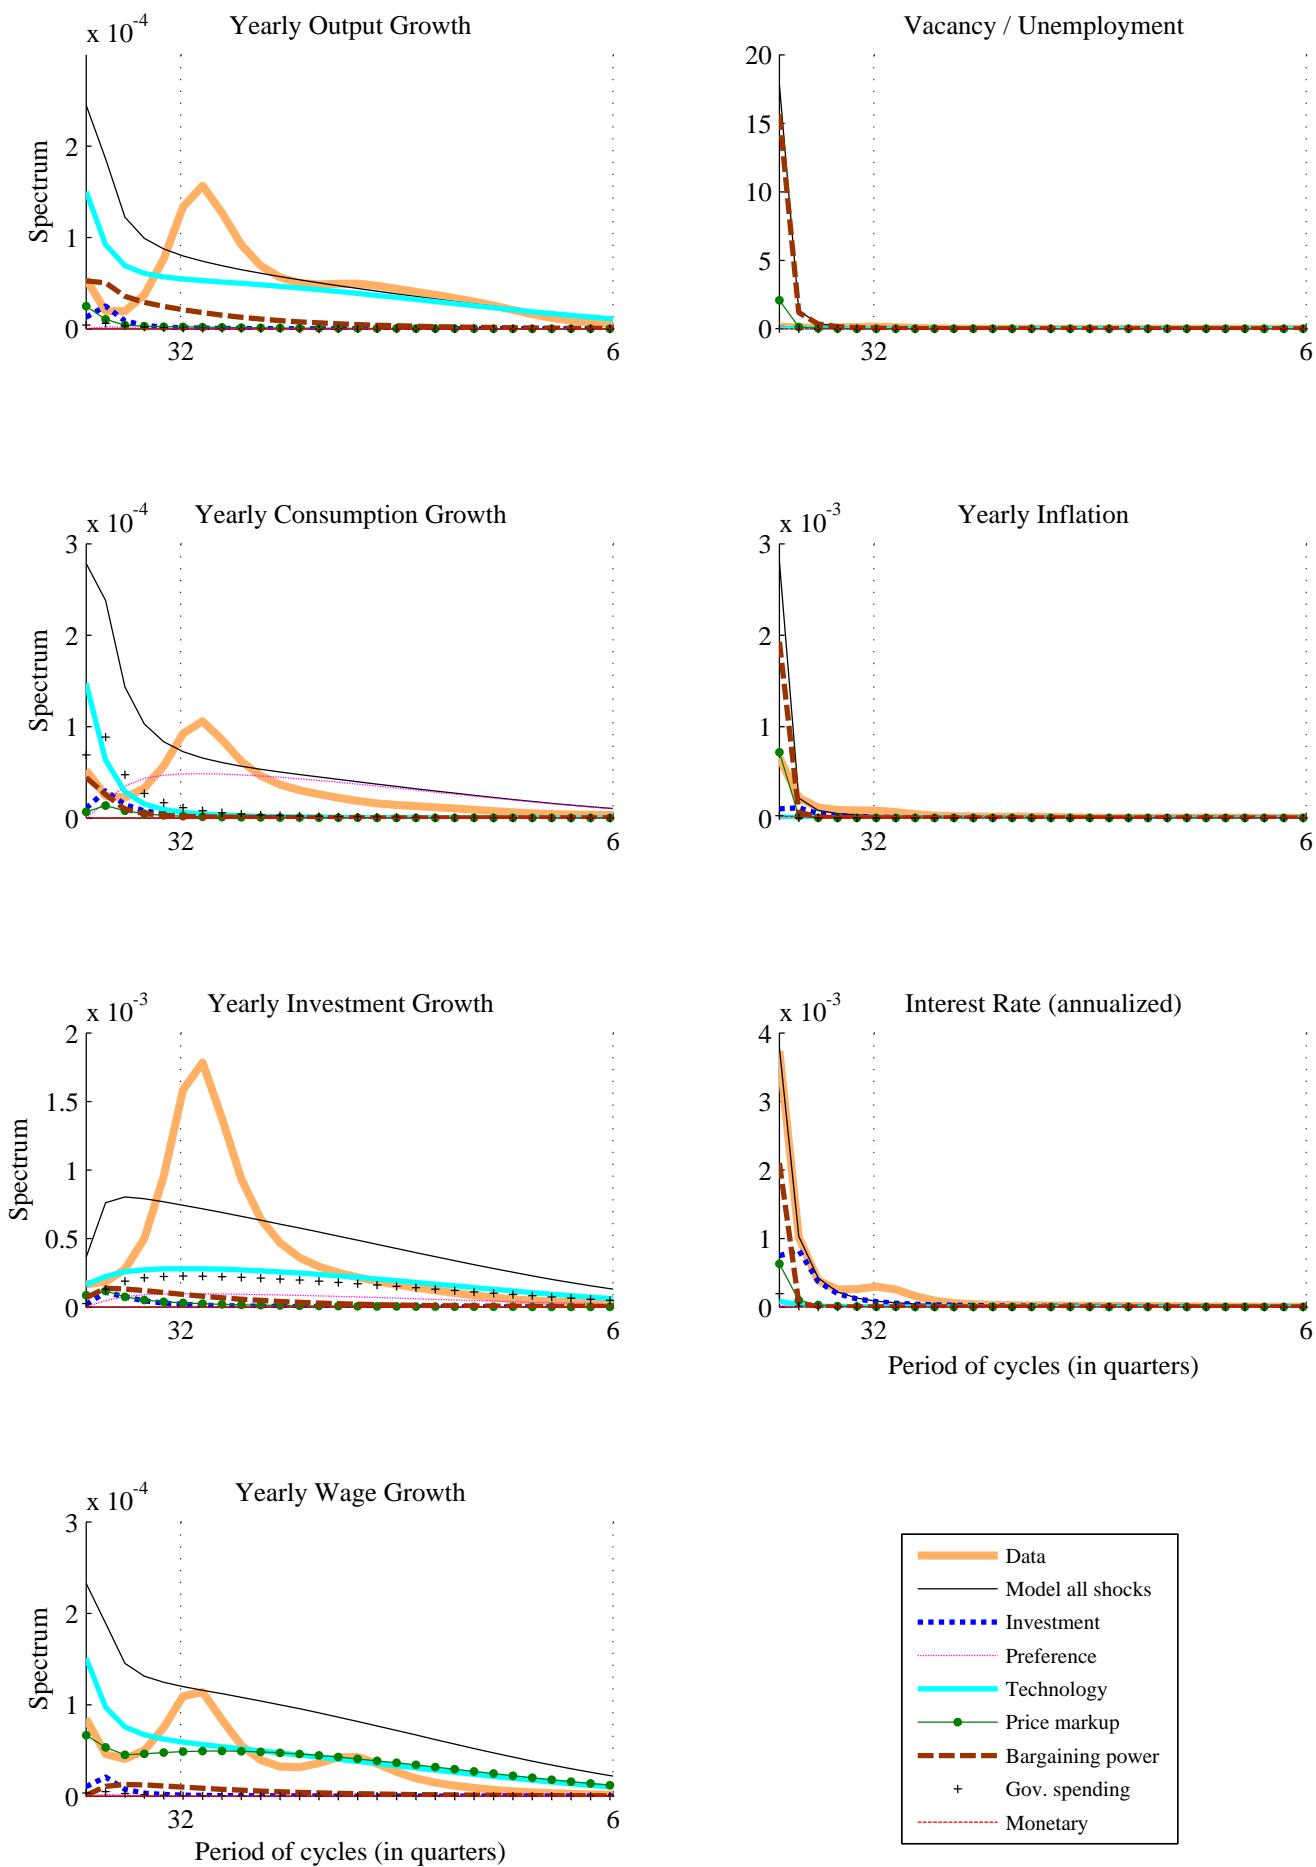 Yearly Output Growth
x 10^-4
Spectrum
2
1
0
32
6
Vacancy / Unemployment
20
15
10
5
0
32
6
Yearly Consumption Growth
x 10^-4
Spectrum
3
2
1
0
32
6
Yearly Inflation
x 10^-3
3
2
1
0
32
6
Yearly Investment Growth
x 10^-3
Spectrum
2
1.5
1
0.5
0
32
6
Interest Rate (annualized)
x 10^-3
4
3
2
1
0
32
6
Period of cycles (in quarters)
Yearly Wage Growth
x 10^-4
Spectrum
3
2
1
0
32
6
Period of cycles (in quarters)
Data
Model all shocks
Investment
Preference
Technology
Price markup
Bargaining power
Gov. spending
Monetary